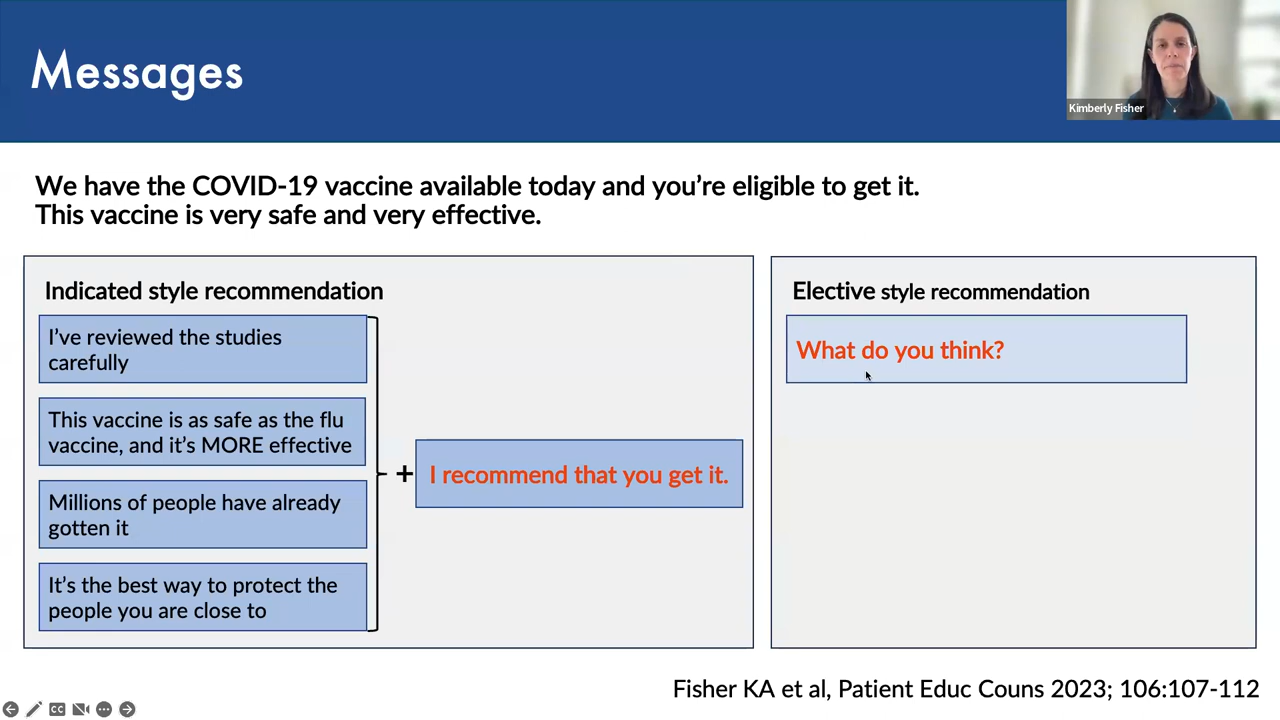 Messages
Kimberly Fisher
We have the COVID-19 vaccine available today and you're eligible to get it.
This vaccine is very safe and very effective.
Indicated style recommendation
I've reviewed the studies
carefully
This vaccine is as safe as the flu
vaccine, and it's MORE effective
Millions of people have already
gotten it
It's the best way to protect the
people you are close to
+
I recommend that you get it.
Elective style recommendation
What do you think?
Fisher KA et al, Patient Educ Couns 2023; 106:107-112
CC